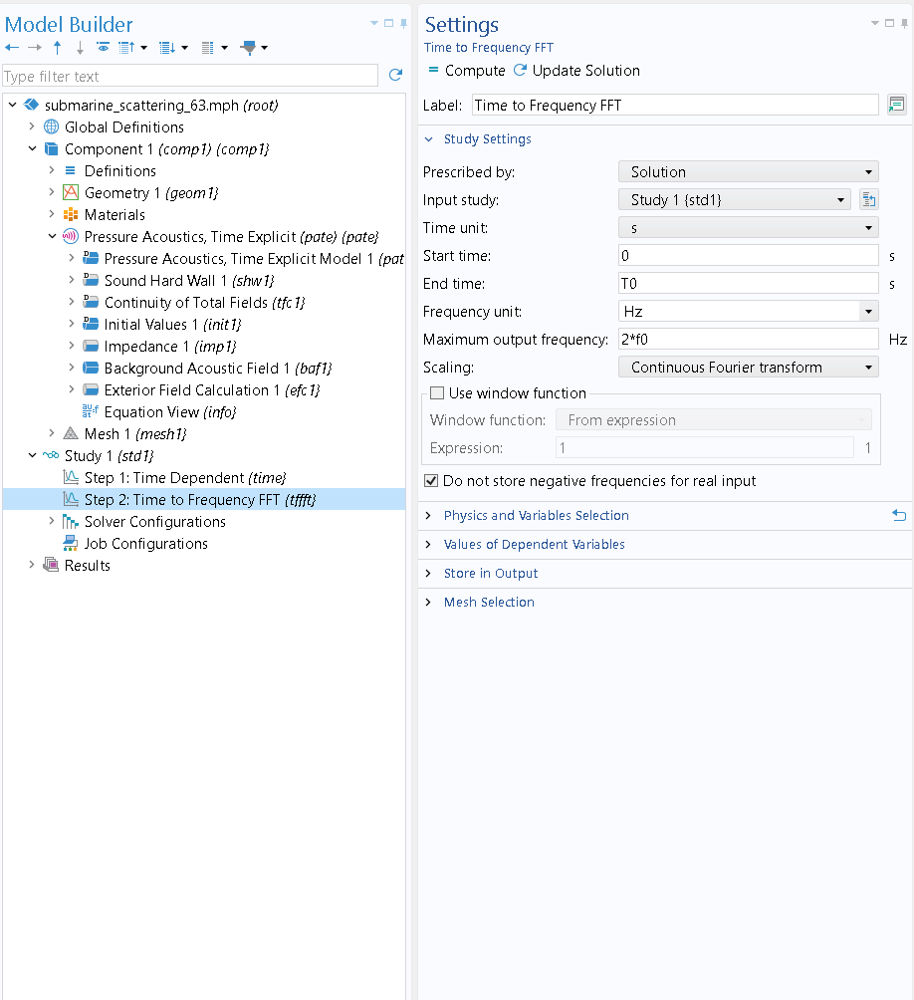 Model Builder
Type filter text
submarine_scattering_63.mph (root)
Global Definitions
Component 1 (comp1) {comp1}
Definitions
Geometry 1 {geom1}
Materials
Pressure Acoustics, Time Explicit (pate) {pate}
Pressure Acoustics, Time Explicit Model 1 {pat
Sound Hard Wall 1 {shw1}
Continuity of Total Fields {tfc1}
Initial Values 1 {init1}
Impedance 1 {imp1}
Background Acoustic Field 1 {baf1}
Exterior Field Calculation 1 {efc1}
Equation View {info}
Mesh 1 {mesh1}
Study 1 {std1}
Step 1: Time Dependent {time}
Step 2: Time to Frequency FFT {tffft}
Solver Configurations
Job Configurations
Results
Settings
Time to Frequency FFT
Compute Update Solution
Label: Time to Frequency FFT
Study Settings
Prescribed by: Solution
Input study: Study 1 {std1}
Time unit: s
Start time: 0 s
End time: T0 s
Frequency unit: Hz
Maximum output frequency: 2*f0 Hz
Scaling: Continuous Fourier transform
Use window function
Window function: From expression
Expression: 1 1
Do not store negative frequencies for real input
Physics and Variables Selection
Values of Dependent Variables
Store in Output
Mesh Selection